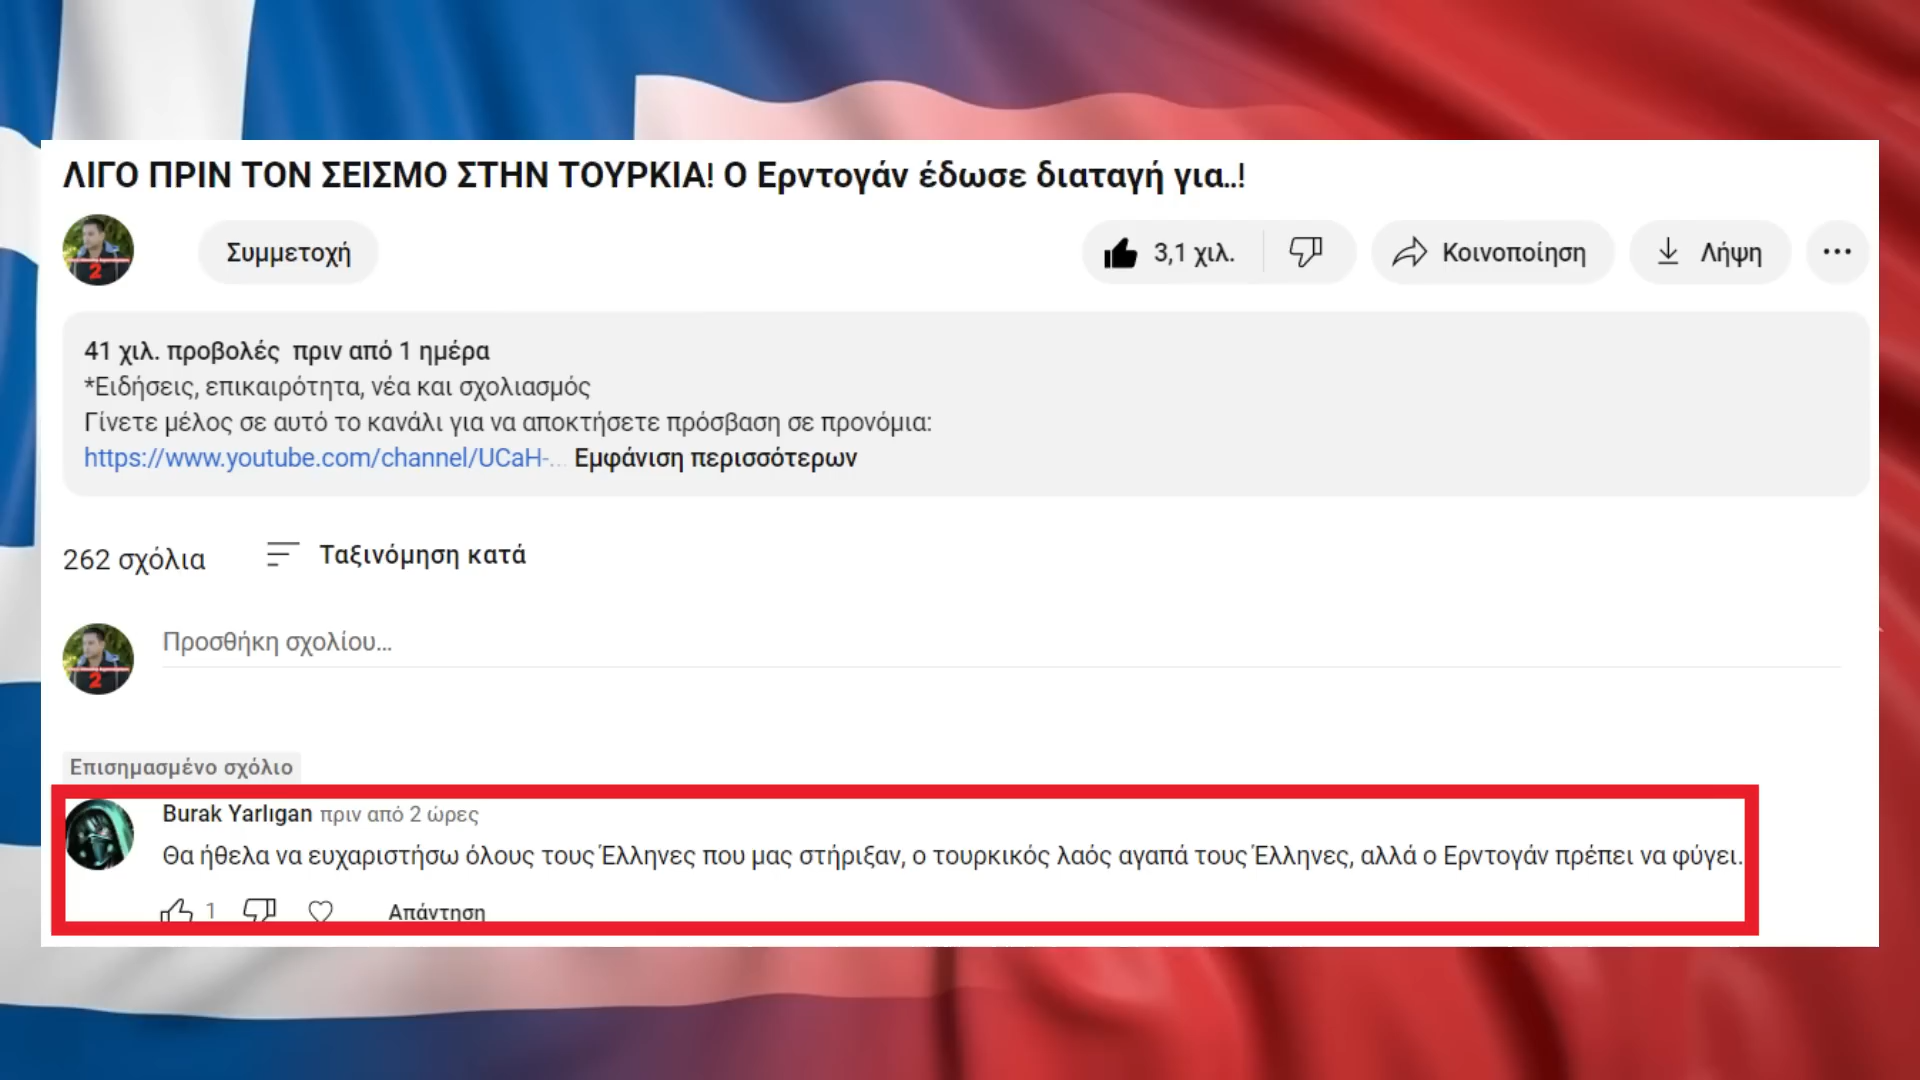 ΛΙΓΟ ΠΡΙΝ ΤΟΝ ΣΕΙΣΜΟ ΣΤΗΝ ΤΟΥΡΚΙΑ! Ο Ερντογάν έδωσε διαταγή για..!
Συμμετοχή
3,1 χιλ.
Κοινοποίηση
Λήψη
41 χιλ. προβολές πριν από 1 ημέρα
*Ειδήσεις, επικαιρότητα, νέα και σχολιασμός
Γίνετε μέλος σε αυτό το κανάλι για να αποκτήσετε πρόσβαση σε προνόμια:
https://www.youtube.com/channel/UCaH-... Εμφάνιση περισσότερων
262 σχόλια
Ταξινόμηση κατά
2
Προσθήκη σχολίου...
2
Επισημασμένο σχόλιο
Burak Yarlıgan πριν από 2 ώρες
Θα ήθελα να ευχαριστήσω όλους τους Έλληνες που μας στήριξαν, ο τουρκικός λαός αγαπά τους Έλληνες, αλλά ο Ερντογάν πρέπει να φύγει.
1
Απάντηση